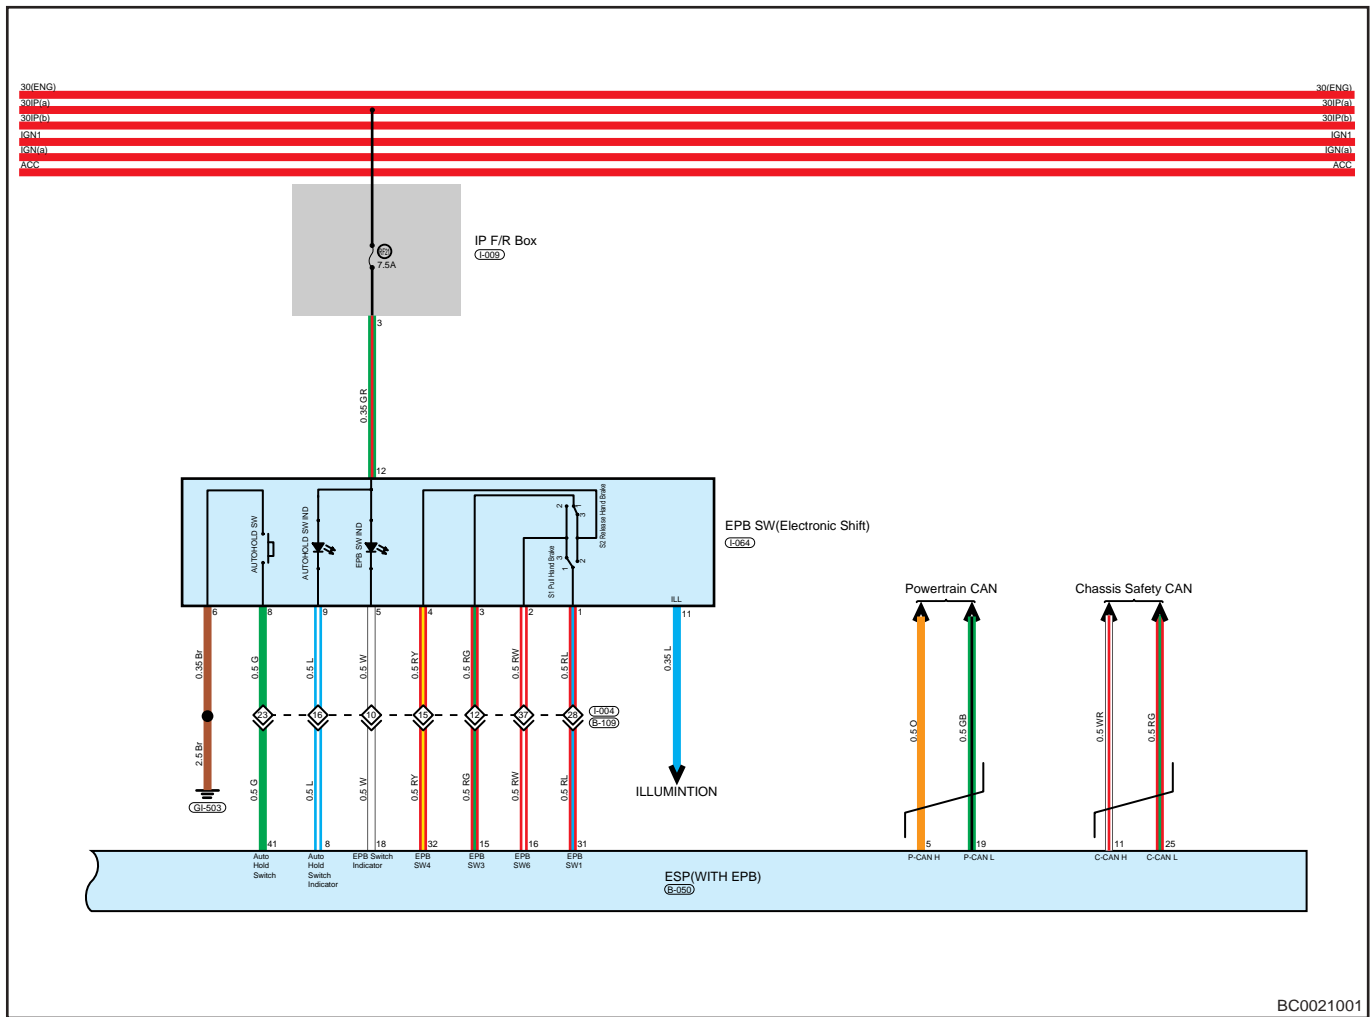 30(ENG) 30(ENG)
30IP(a) 30IP(a)
30IP(b) 30IP(b)
IGN1 IGN1
IGN(a) IGN(a)
ACC ACC
IP F/R Box
I-009
7.5A
3
0.35 GR
12
AUTOHOLD SW
AUTOHOLD SW IND
EPB SW IND
S1 Pull Hand Brake
3
1
2
2
1
3
S2 Release Hand Brake
ILL
EPB SW(Electronic Shift)
I-064
6 8 9 5 4 3 2 1 11
Powertrain CAN
Chassis Safety CAN
0.35 Br
0.5 G
0.5 L
0.5 W
0.5 RY
0.5 RG
0.5 RW
0.5 RL
0.35 L
23 16 10 15 12 37 28
I-004
B-109
2.5 Br
0.5 G
0.5 L
0.5 W
0.5 RY
0.5 RG
0.5 RW
0.5 RL
0.5 O
0.5 GB
0.5 WR
0.5 RG
ILLUMINTION
GI-503
41 8 18 32 15 16 31 5 19 11 25
Auto
Hold
Switch
Auto
Hold
Switch
Indicator
EPB Switch
Indicator
EPB
SW4
EPB
SW3
EPB
SW6
EPB
SW1
P-CAN H
P-CAN L
C-CAN H
C-CAN L
ESP(WITH EPB)
B-050
BC0021001